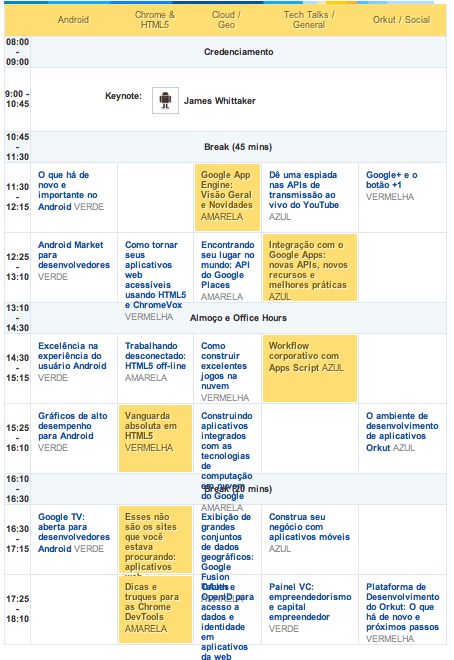 Android
Chrome &
HTML5
Cloud /
Geo
Tech Talks /
General
Orkut / Social
08:00
-
09:00
Credenciamento
9:00 -
10:45
Keynote:
James Whittaker
10:45
-
11:30
Break (45 mins)
11:30
-
12:15
O que há de
novo e
importante no
Android VERDE
Google App
Engine:
Visão Geral
e Novidades
AMARELA
Dê uma espiada
nas APIs de
transmissão ao
vivo do YouTube
AZUL
Google+ e o
botão +1
VERMELHA
12:25
-
13:10
Android Market
para
desenvolvedores
VERDE
Como tornar
seus
aplicativos
web
acessíveis
usando HTML5
e ChromeVox
VERMELHA
Encontrando
seu lugar no
mundo: API
do Google
Places
AMARELA
Integração com o
Google Apps:
novas APIs, novos
recursos e
melhores práticas
AZUL
13:10
-
14:30
Almoço e Office Hours
14:30
-
15:15
Excelência na
experiência do
usuário Android
VERDE
Trabalhando
desconectado:
HTML5 off-line
AMARELA
Como
construir
excelentes
jogos na
nuvem
VERMELHA
Workflow
corporativo com
Apps Script AZUL
15:25
-
16:10
Gráficos de alto
desempenho
para Android
VERDE
Vanguarda
absoluta em
HTML5
VERMELHA
Construindo
aplicativos
integrados
com as
tecnologias
de
computação
em nuvem
do Google
AMARELA
O ambiente de
desenvolvimento
de aplicativos
Orkut AZUL
16:10
-
16:30
Break (20 mins)
16:30
-
17:15
Google TV:
aberta para
desenvolvedores
Android VERDE
Esses não
são os sites
que você
estava
procurando:
aplicativos
Exibição de
grandes
conjuntos
de dados
geográficos:
Google
Fusion
Construa seu
negócio com
aplicativos móveis
AZUL
17:25
-
18:10
Dicas e
truques para
as Chrome
DevTools
AMARELA
OpenID para
acesso a
dados e
identidade
em
aplicativos
da web
Painel VC:
empreendedorismo
e capital
empreendedor
VERDE
Plataforma de
Desenvolvimento
do Orkut: O que
há de novo e
próximos passos
VERMELHA